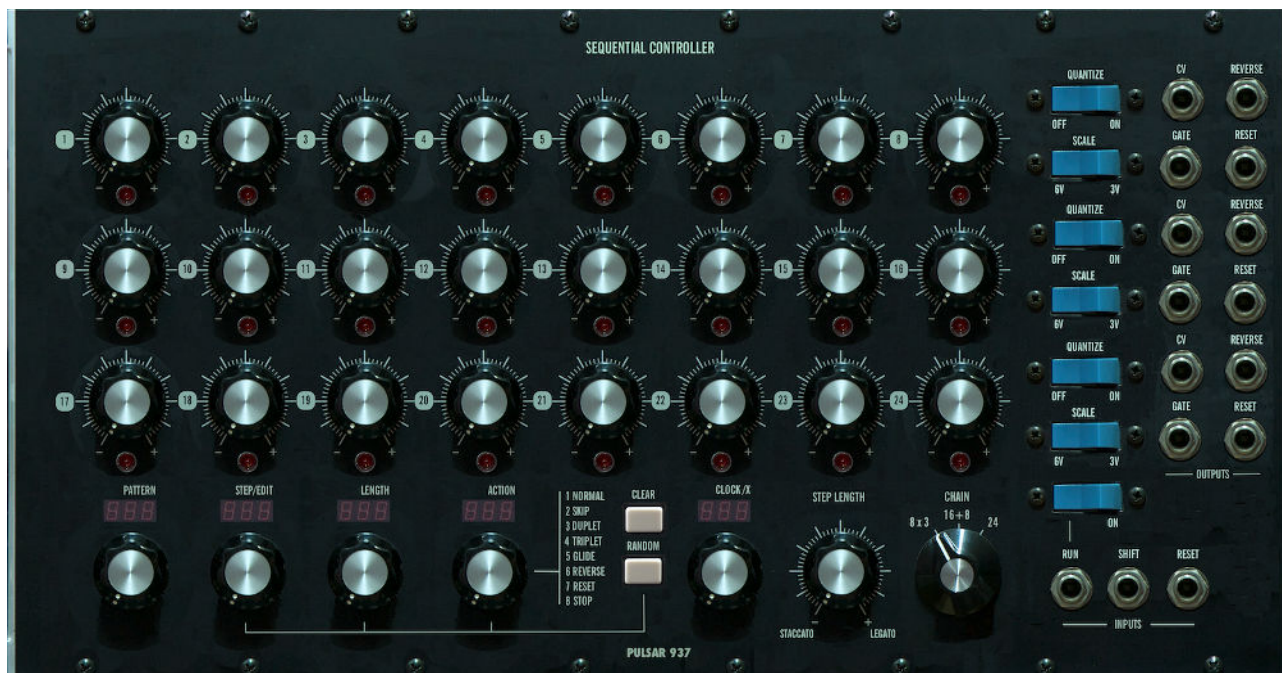 SEQUENTIAL CONTROLLER
QUANTIZE CV REVERSE
OFF ON
1 2 3 4 5 6 7 8
SCALE GATE RESET
- + - + - + - + - + - + - + - +
6V 3V
QUANTIZE CV REVERSE
OFF ON
9 10 11 12 13 14 15 16
SCALE GATE RESET
- + - + - + - + - + - + - + - +
6V 3V
QUANTIZE CV REVERSE
OFF ON
17 18 19 20 21 22 23 24
SCALE GATE RESET
- + - + - + - + - + - + - + - +
6V 3V
OUTPUTS
PATTERN STEP/EDIT LENGTH ACTION
1 NORMAL
2 SKIP
3 DUPLET
4 TRIPLET
5 GLIDE
6 REVERSE
7 RESET
8 STOP
CLEAR
RANDOM
CLOCK/X
STEP LENGTH
- +
STACCATO LEGATO
CHAIN
8 x 3 16+8 24
ON
RUN SHIFT RESET
INPUTS
PULSAR 937